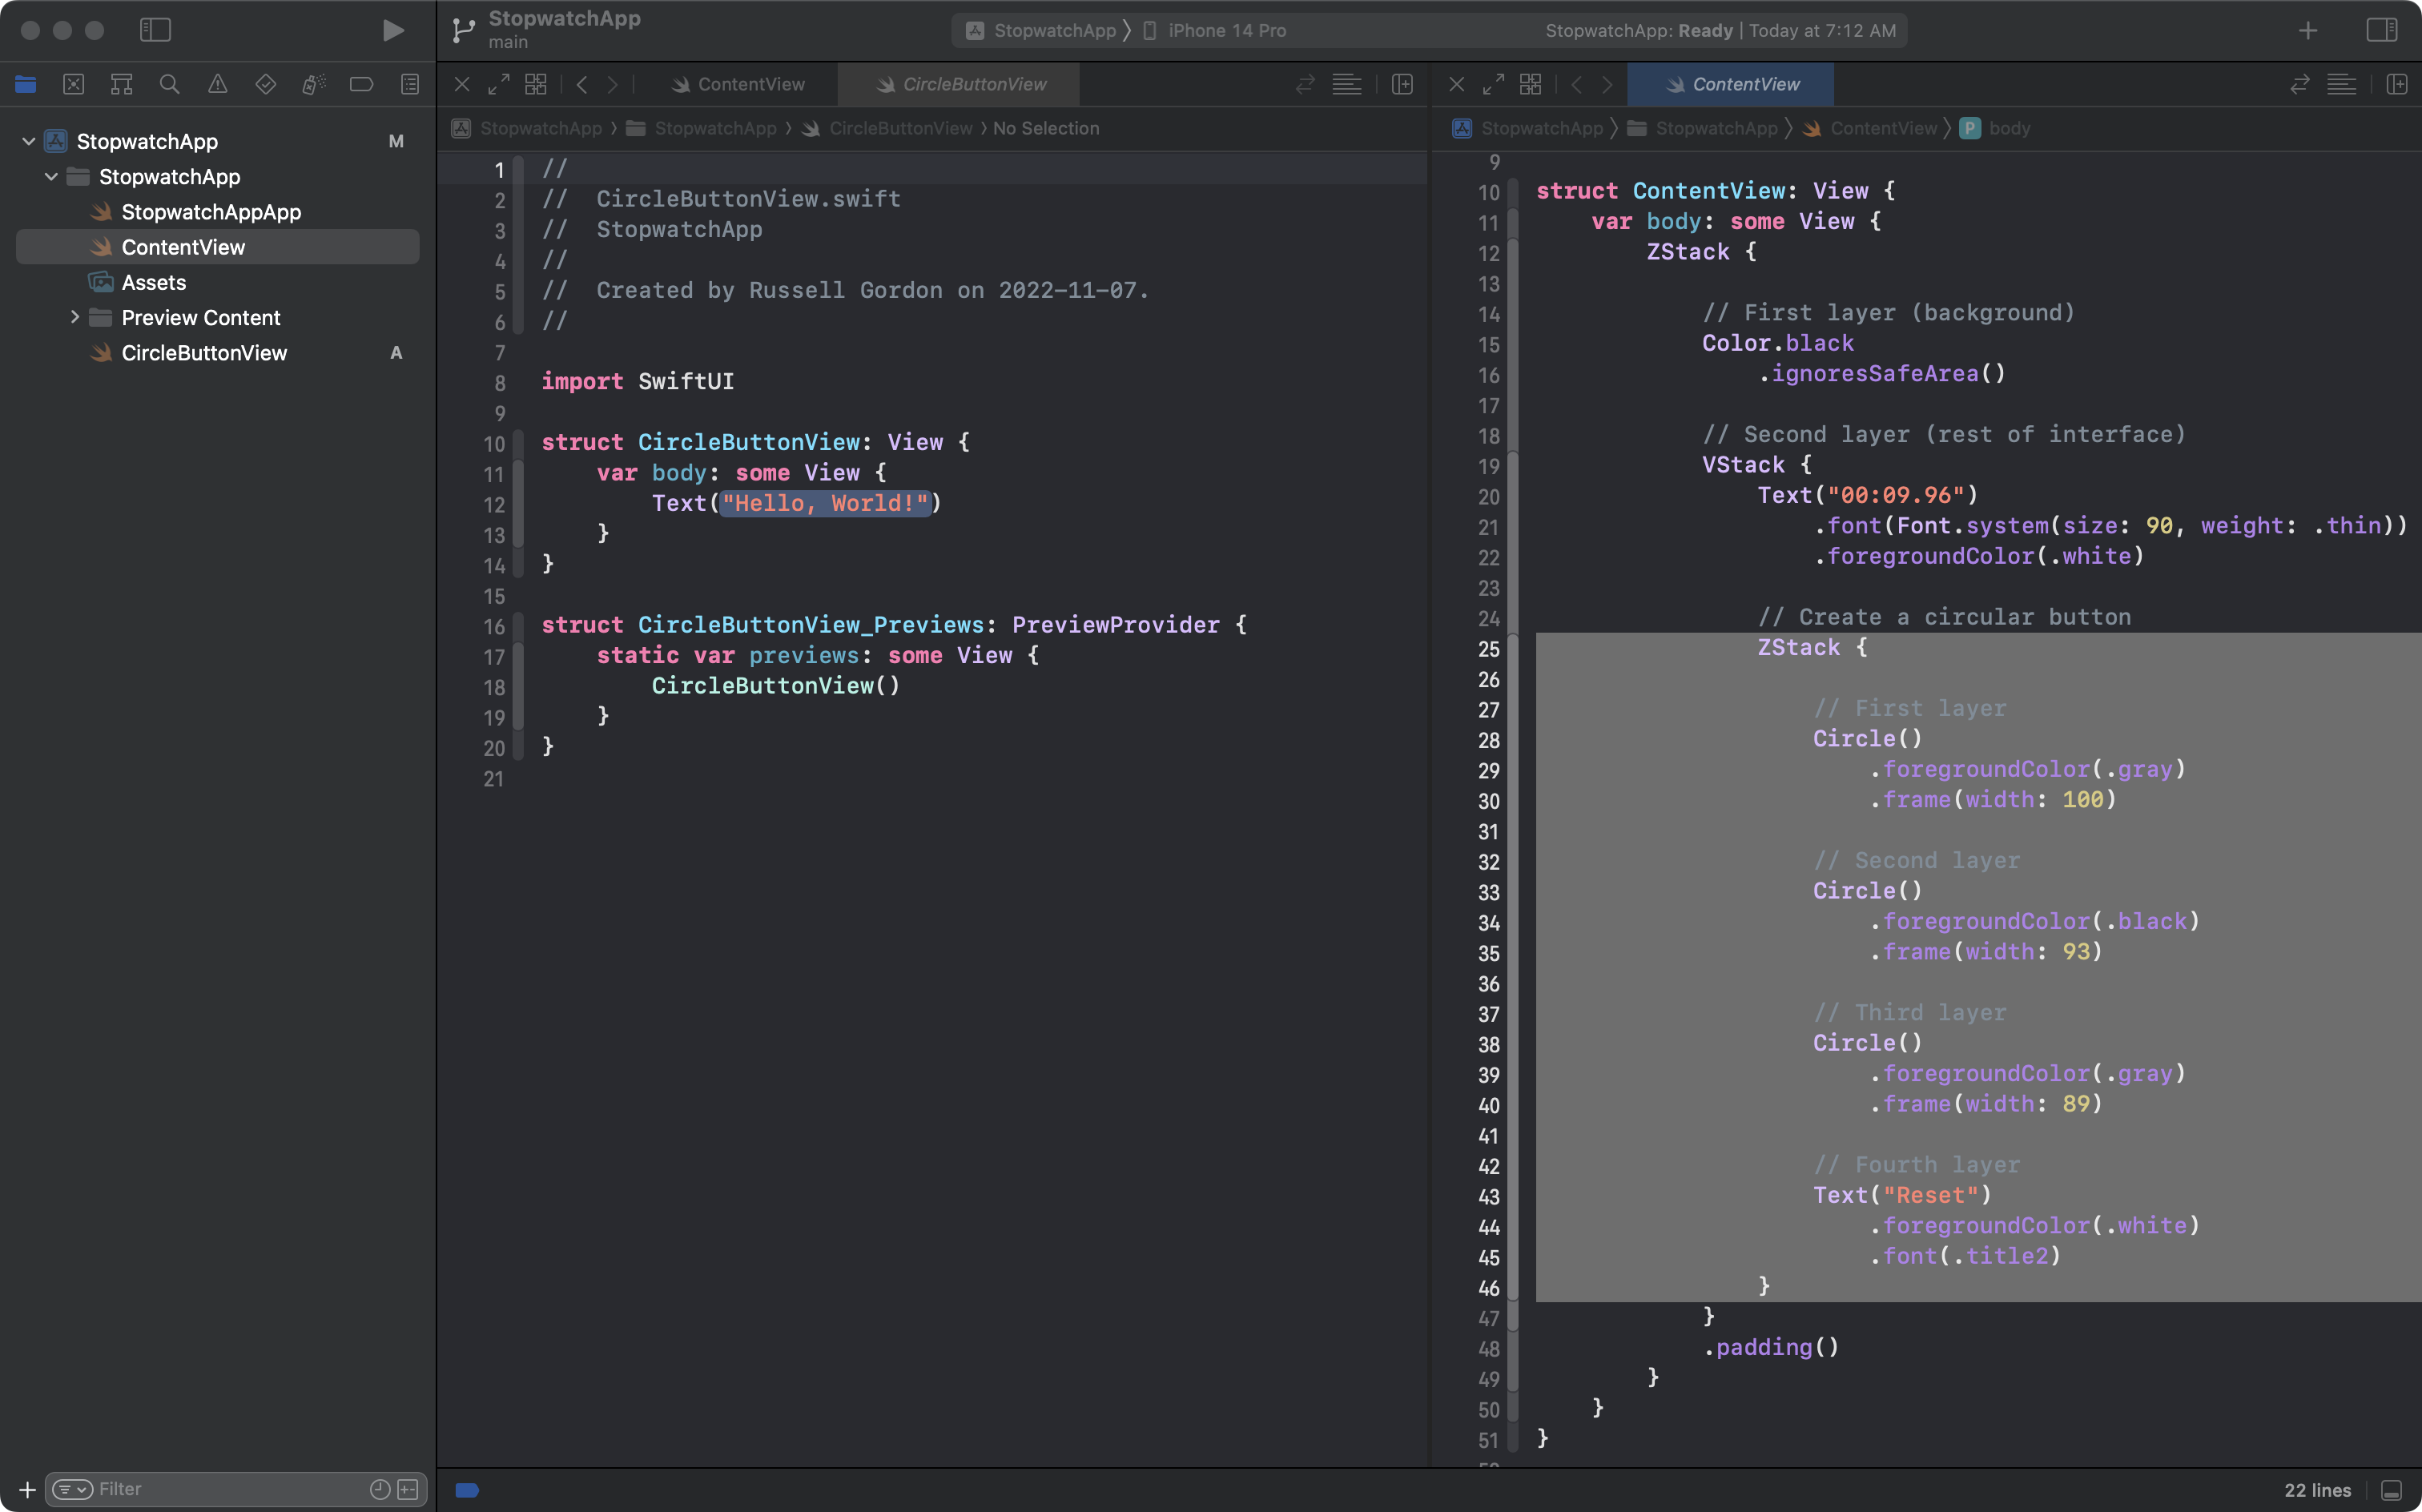 StopwatchApp
main
StopwatchApp 〉 iPhone 14 Pro
StopwatchApp: Ready | Today at 7:12 AM
StopwatchApp M
StopwatchApp
StopwatchAppApp
ContentView
Assets
Preview Content
CircleButtonView A
Filter
ContentView
CircleButtonView
StopwatchApp 〉 StopwatchApp 〉 CircleButtonView 〉 No Selection
1 //
2 //  CircleButtonView.swift
3 //  StopwatchApp
4 //
5 //  Created by Russell Gordon on 2022-11-07.
6 //
7
8 import SwiftUI
9
10 struct CircleButtonView: View {
11     var body: some View {
12         Text("Hello, World!")
13     }
14 }
15
16 struct CircleButtonView_Previews: PreviewProvider {
17     static var previews: some View {
18         CircleButtonView()
19     }
20 }
21
ContentView
StopwatchApp 〉 StopwatchApp 〉 ContentView 〉 P body
9
10 struct ContentView: View {
11     var body: some View {
12         ZStack {
13
14             // First layer (background)
15             Color.black
16                 .ignoresSafeArea()
17
18             // Second layer (rest of interface)
19             VStack {
20                 Text("00:09.96")
21                     .font(Font.system(size: 90, weight: .thin))
22                     .foregroundColor(.white)
23
24                 // Create a circular button
25                 ZStack {
26
27                     // First layer
28                     Circle()
29                         .foregroundColor(.gray)
30                         .frame(width: 100)
31
32                     // Second layer
33                     Circle()
34                         .foregroundColor(.black)
35                         .frame(width: 93)
36
37                     // Third layer
38                     Circle()
39                         .foregroundColor(.gray)
40                         .frame(width: 89)
41
42                     // Fourth layer
43                     Text("Reset")
44                         .foregroundColor(.white)
45                         .font(.title2)
46                 }
47             }
48             .padding()
49         }
50     }
51 }
22 lines